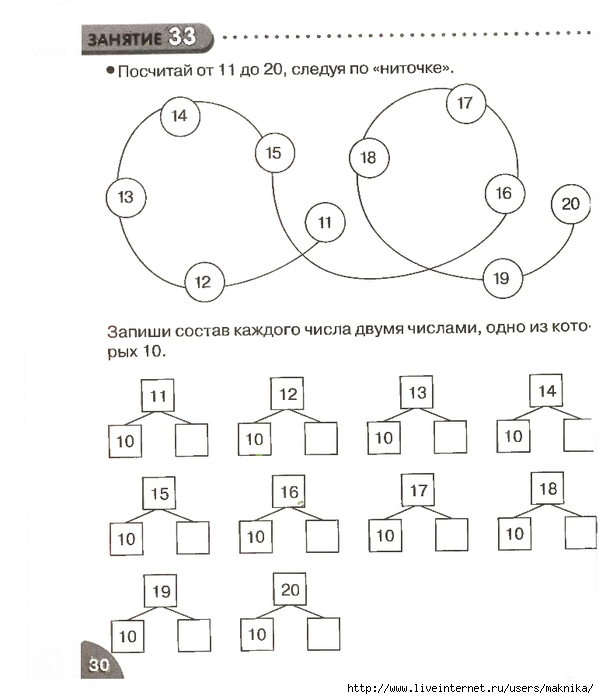 ЗАНЯТИЕ 33
• Посчитай от 11 до 20, следуя по «ниточке».
14
17
15
18
13
16
20
11
12
19
Запиши состав каждого числа двумя числами, одно из кото-
рых 10.
11 12 13 14
10 10 10 10
15 16 17 18
10 10 10 10
19 20
10 10
30
http://www.liveinternet.ru/users/maknika/